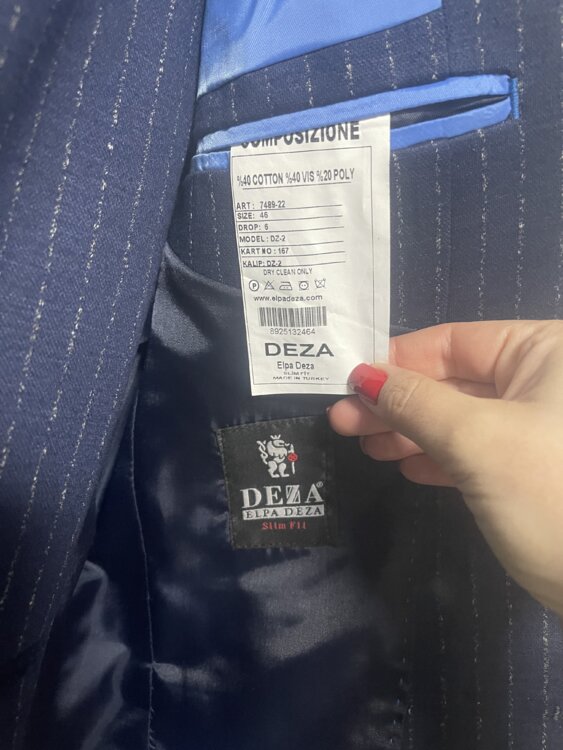 COMPOSIZIONE
%40 COTTON %40 VIS %20 POLY
ART: 7489-22
SIZE: 46
DROP: 6
MODEL: DZ-2
KART NO: 167
KALIP: DZ-2
DRY CLEAN ONLY
P
www.elpadeza.com
8925132464
DEZA
Elpa Deza
SLIM FİT
MADE IN TURKEY
DEZZA®
ELPA DEZA
Slim Fit